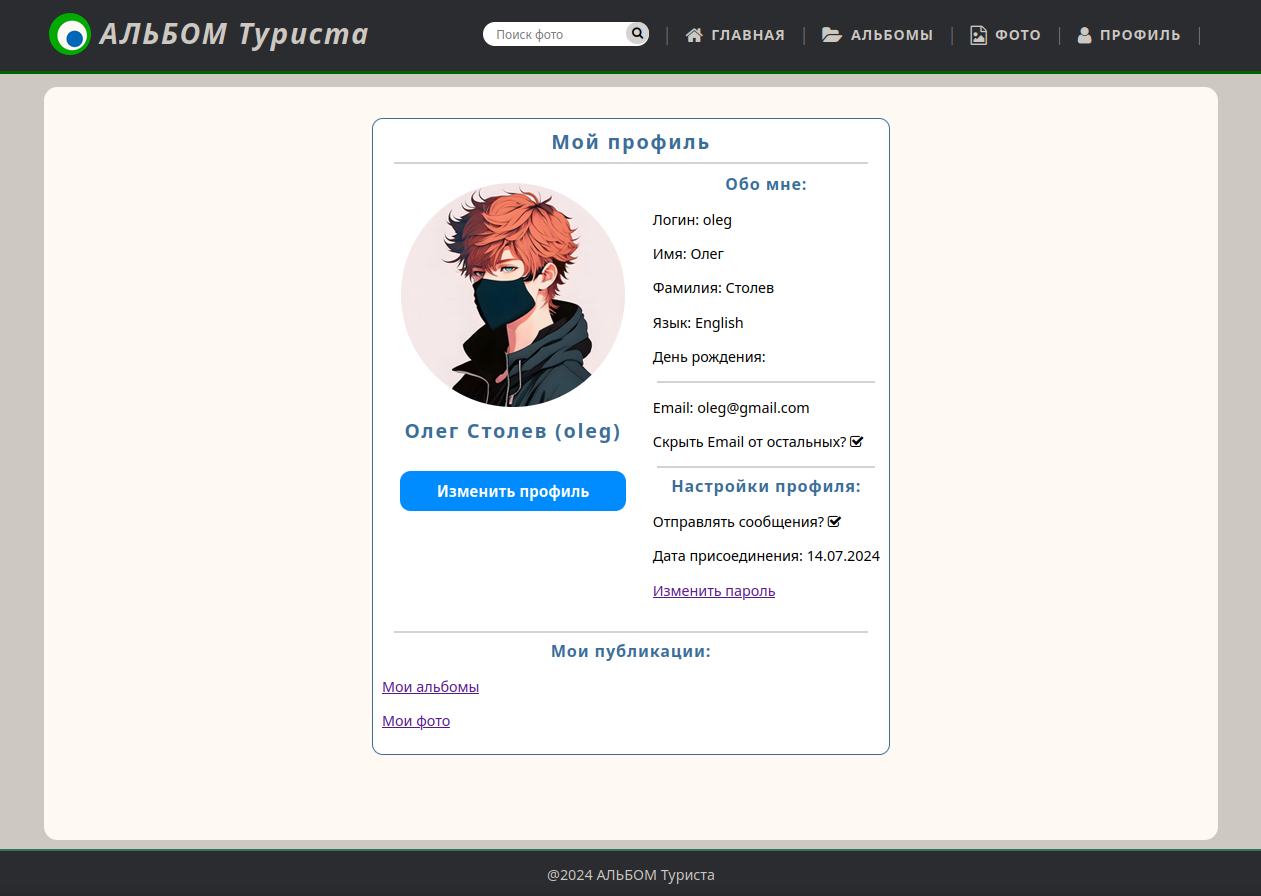 АЛЬБОМ Туриста
Поиск фото
ГЛАВНАЯ
АЛЬБОМЫ
ФОТО
ПРОФИЛЬ
Мой профиль
Олег Столев (oleg)
Изменить профиль
Обо мне:
Логин: oleg
Имя: Олег
Фамилия: Столев
Язык: English
День рождения:
Email: oleg@gmail.com
Скрыть Email от остальных?
Настройки профиля:
Отправлять сообщения?
Дата присоединения: 14.07.2024
Изменить пароль
Мои публикации:
Мои альбомы
Мои фото
@2024 АЛЬБОМ Туриста